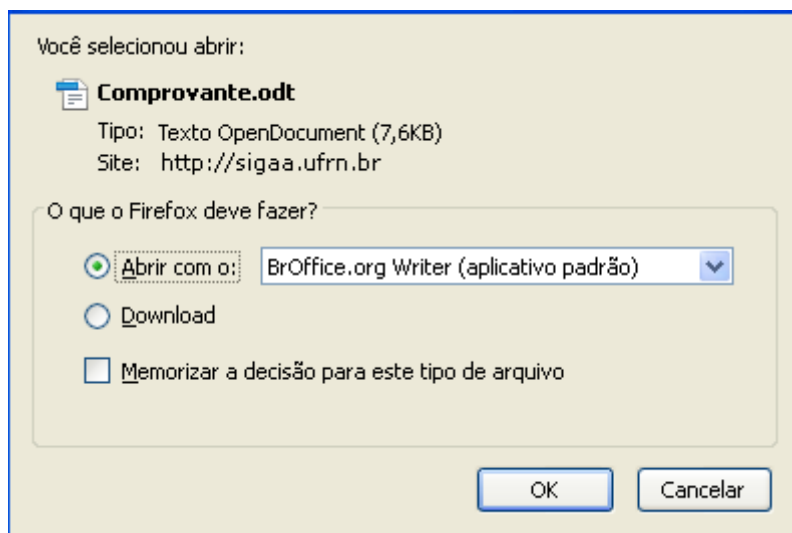 Você selecionou abrir:
Comprovante.odt
Tipo: Texto OpenDocument (7,6KB)
Site: http://sigaa.ufrn.br
O que o Firefox deve fazer?
Abrir com o: BrOffice.org Writer (aplicativo padrão)
Download
Memorizar a decisão para este tipo de arquivo
OK Cancelar